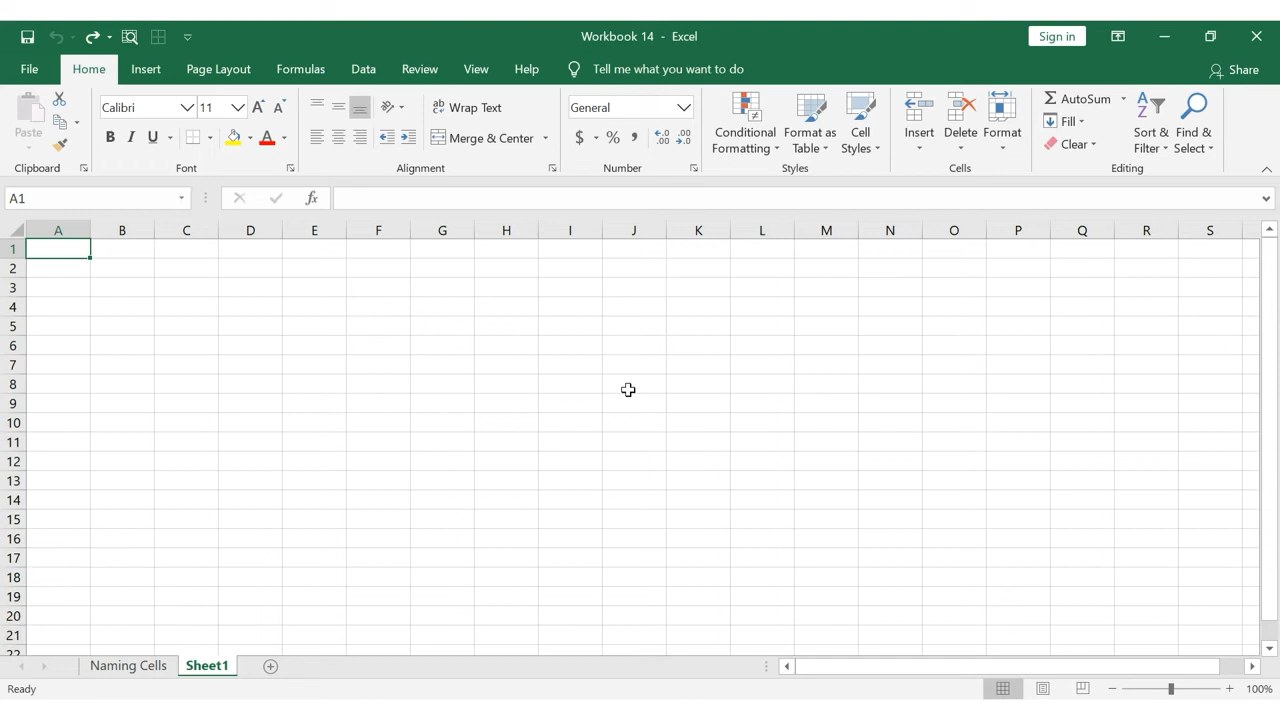 Workbook 14 - Excel
Sign in
File Home Insert Page Layout Formulas Data Review View Help Tell me what you want to do Share
Paste
Calibri 11
Wrap Text
General
Conditional Formatting
Format as Table
Cell Styles
Insert Delete Format
AutoSum
Fill
Clear
Sort & Filter
Find & Select
B I U A
Merge & Center
$ % ,
Clipboard Font Alignment Number Styles Cells Editing
A1 fx
A B C D E F G H I J K L M N O P Q R S
1
2
3
4
5
6
7
8
9
10
11
12
13
14
15
16
17
18
19
20
21
22
Naming Cells Sheet1
Ready 100%